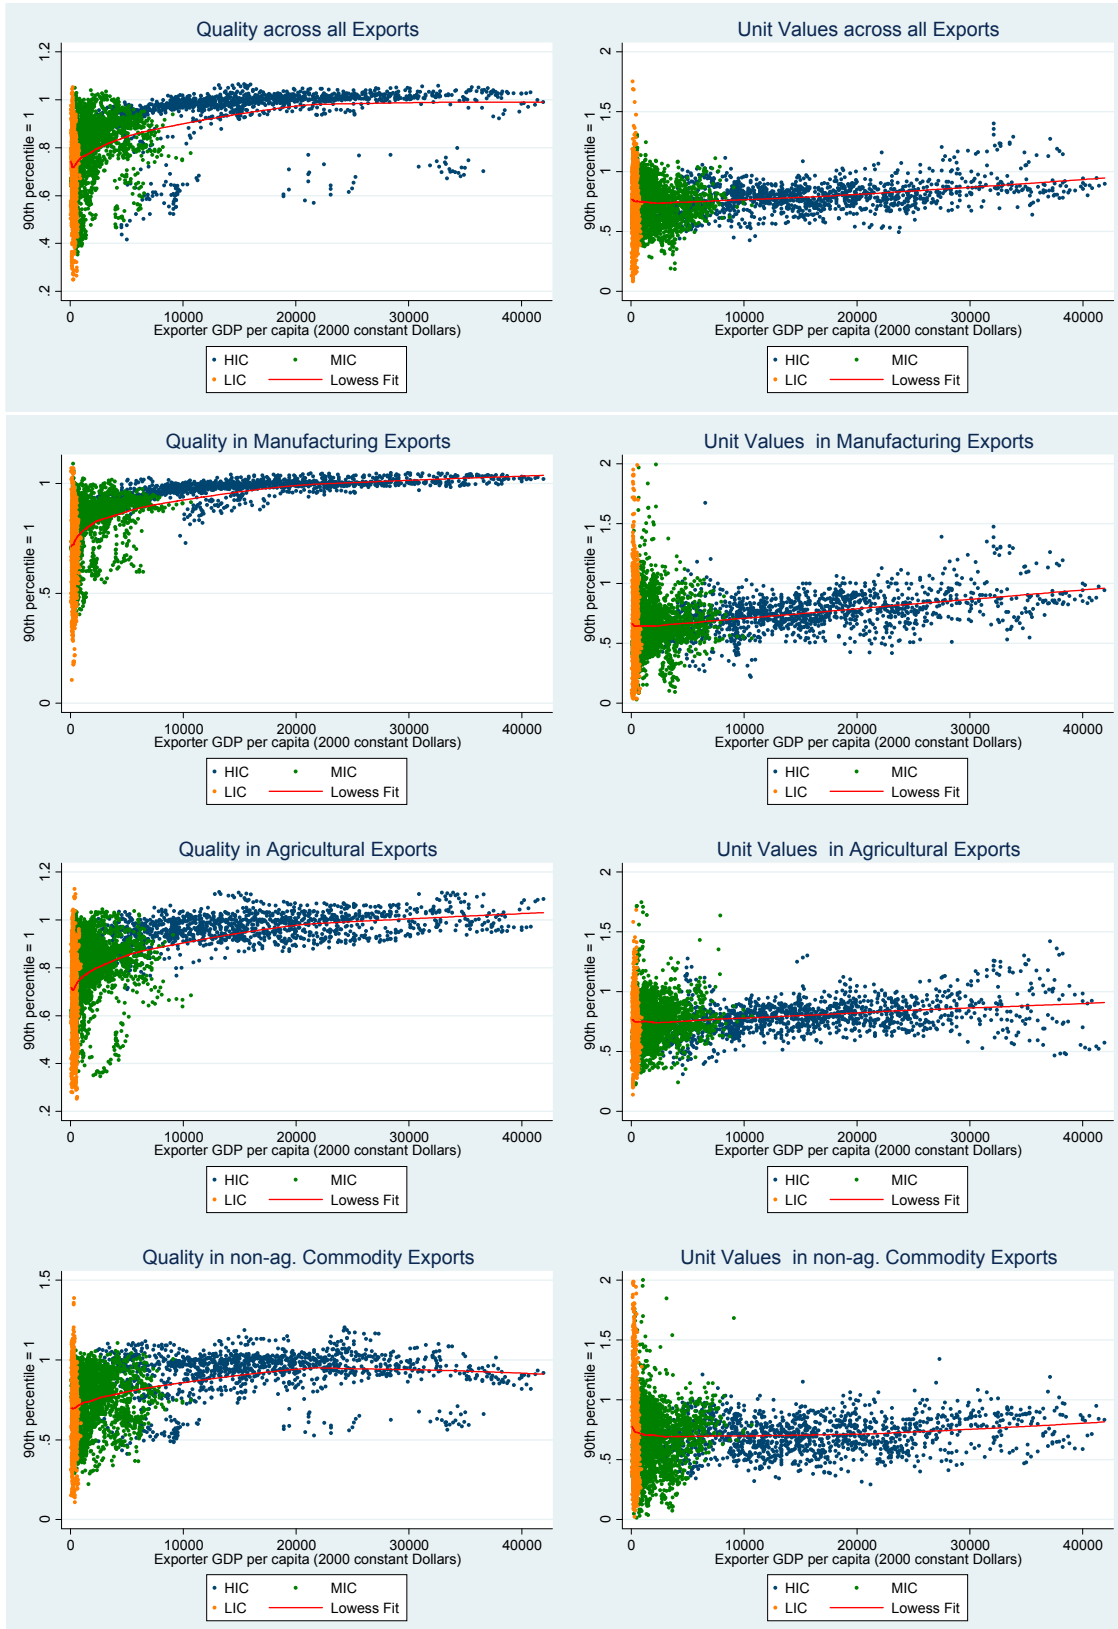 Quality across all Exports
90th percentile = 1
1.2
1
.8
.6
.4
.2
0 10000 20000 30000 40000
Exporter GDP per capita (2000 constant Dollars)
HIC MIC
LIC Lowess Fit
Unit Values across all Exports
90th percentile = 1
2
1.5
1
.5
0
0 10000 20000 30000 40000
Exporter GDP per capita (2000 constant Dollars)
HIC MIC
LIC Lowess Fit
Quality in Manufacturing Exports
90th percentile = 1
1
.5
0
0 10000 20000 30000 40000
Exporter GDP per capita (2000 constant Dollars)
HIC MIC
LIC Lowess Fit
Unit Values in Manufacturing Exports
90th percentile = 1
2
1.5
1
.5
0
0 10000 20000 30000 40000
Exporter GDP per capita (2000 constant Dollars)
HIC MIC
LIC Lowess Fit
Quality in Agricultural Exports
90th percentile = 1
1.2
1
.8
.6
.4
.2
0 10000 20000 30000 40000
Exporter GDP per capita (2000 constant Dollars)
HIC MIC
LIC Lowess Fit
Unit Values in Agricultural Exports
90th percentile = 1
2
1.5
1
.5
0
0 10000 20000 30000 40000
Exporter GDP per capita (2000 constant Dollars)
HIC MIC
LIC Lowess Fit
Quality in non-ag. Commodity Exports
90th percentile = 1
1.5
1
.5
0
0 10000 20000 30000 40000
Exporter GDP per capita (2000 constant Dollars)
HIC MIC
LIC Lowess Fit
Unit Values in non-ag. Commodity Exports
90th percentile = 1
2
1.5
1
.5
0
0 10000 20000 30000 40000
Exporter GDP per capita (2000 constant Dollars)
HIC MIC
LIC Lowess Fit